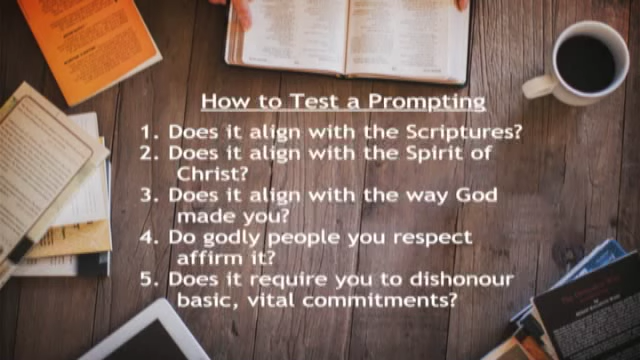 How to Test a Prompting
1. Does it align with the Scriptures?
2. Does it align with the Spirit of
Christ?
3. Does it align with the way God
made you?
4. Do godly people you respect
affirm it?
5. Does it require you to dishonour
basic, vital commitments?